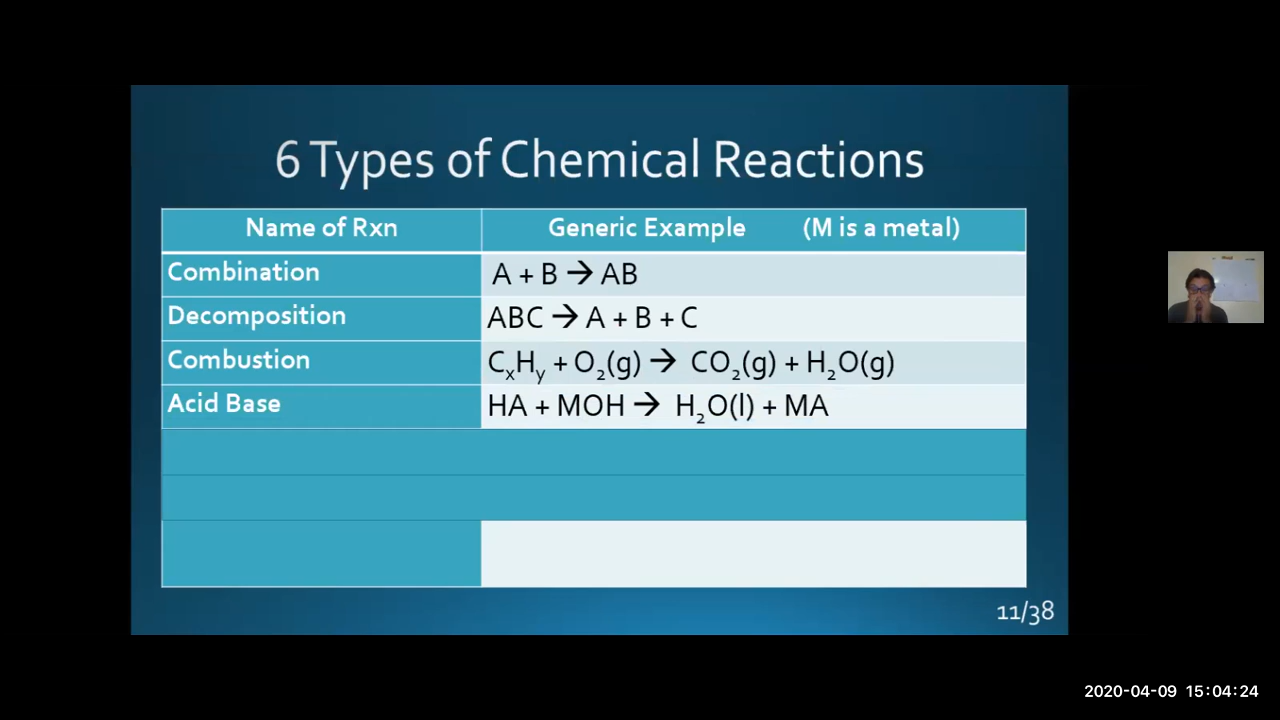 6 Types of Chemical Reactions
Name of Rxn Generic Example (M is a metal)
Combination A + B → AB
Decomposition ABC → A + B + C
Combustion CₓHᵧ + O₂(g) → CO₂(g) + H₂O(g)
Acid Base HA + MOH → H₂O(l) + MA
11/38
2020-04-09 15:04:24